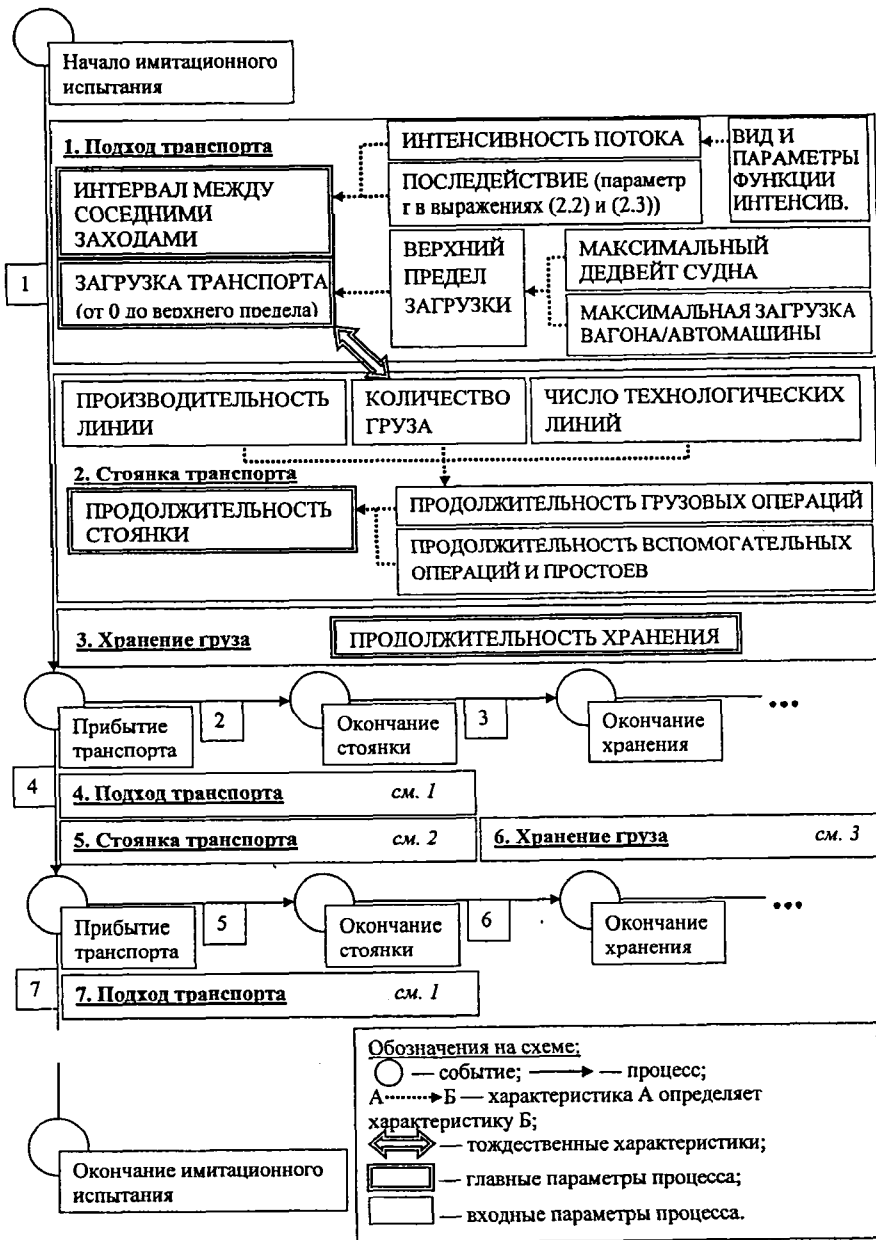 Начало имитационного
испытания
1. Подход транспорта
ИНТЕРВАЛ МЕЖДУ
СОСЕДНИМИ
ЗАХОДАМИ
ИНТЕНСИВНОСТЬ ПОТОКА
ПОСЛЕДЕЙСТВИЕ (параметр
r в выражениях (2.2) и (2.3))
ВИД И
ПАРАМЕТРЫ
ФУНКЦИИ
ИНТЕНСИВ.
1
ЗАГРУЗКА ТРАНСПОРТА
(от 0 до верхнего предела)
ВЕРХНИЙ
ПРЕДЕЛ
ЗАГРУЗКИ
МАКСИМАЛЬНЫЙ
ДЕДВЕЙТ СУДНА
МАКСИМАЛЬНАЯ ЗАГРУЗКА
ВАГОНА/АВТОМАШИНЫ
ПРОИЗВОДИТЕЛЬНОСТЬ
ЛИНИИ
КОЛИЧЕСТВО
ГРУЗА
ЧИСЛО ТЕХНОЛОГИЧЕСКИХ
ЛИНИЙ
2. Стоянка транспорта
ПРОДОЛЖИТЕЛЬНОСТЬ
СТОЯНКИ
ПРОДОЛЖИТЕЛЬНОСТЬ ГРУЗОВЫХ ОПЕРАЦИЙ
ПРОДОЛЖИТЕЛЬНОСТЬ ВСПОМОГАТЕЛЬНЫХ
ОПЕРАЦИЙ И ПРОСТОЕВ
3. Хранение груза
ПРОДОЛЖИТЕЛЬНОСТЬ ХРАНЕНИЯ
Прибытие
транспорта
2
Окончание
стоянки
3
Окончание
хранения
...
4
4. Подход транспорта см. 1
5. Стоянка транспорта см. 2
6. Хранение груза см. 3
Прибытие
транспорта
5
Окончание
стоянки
6
Окончание
хранения
...
7
7. Подход транспорта см. 1
Обозначения на схеме:
— событие; — процесс;
А Б — характеристика А определяет
характеристику Б;
— тождественные характеристики;
— главные параметры процесса;
— входные параметры процесса.
Окончание имитационного
испытания